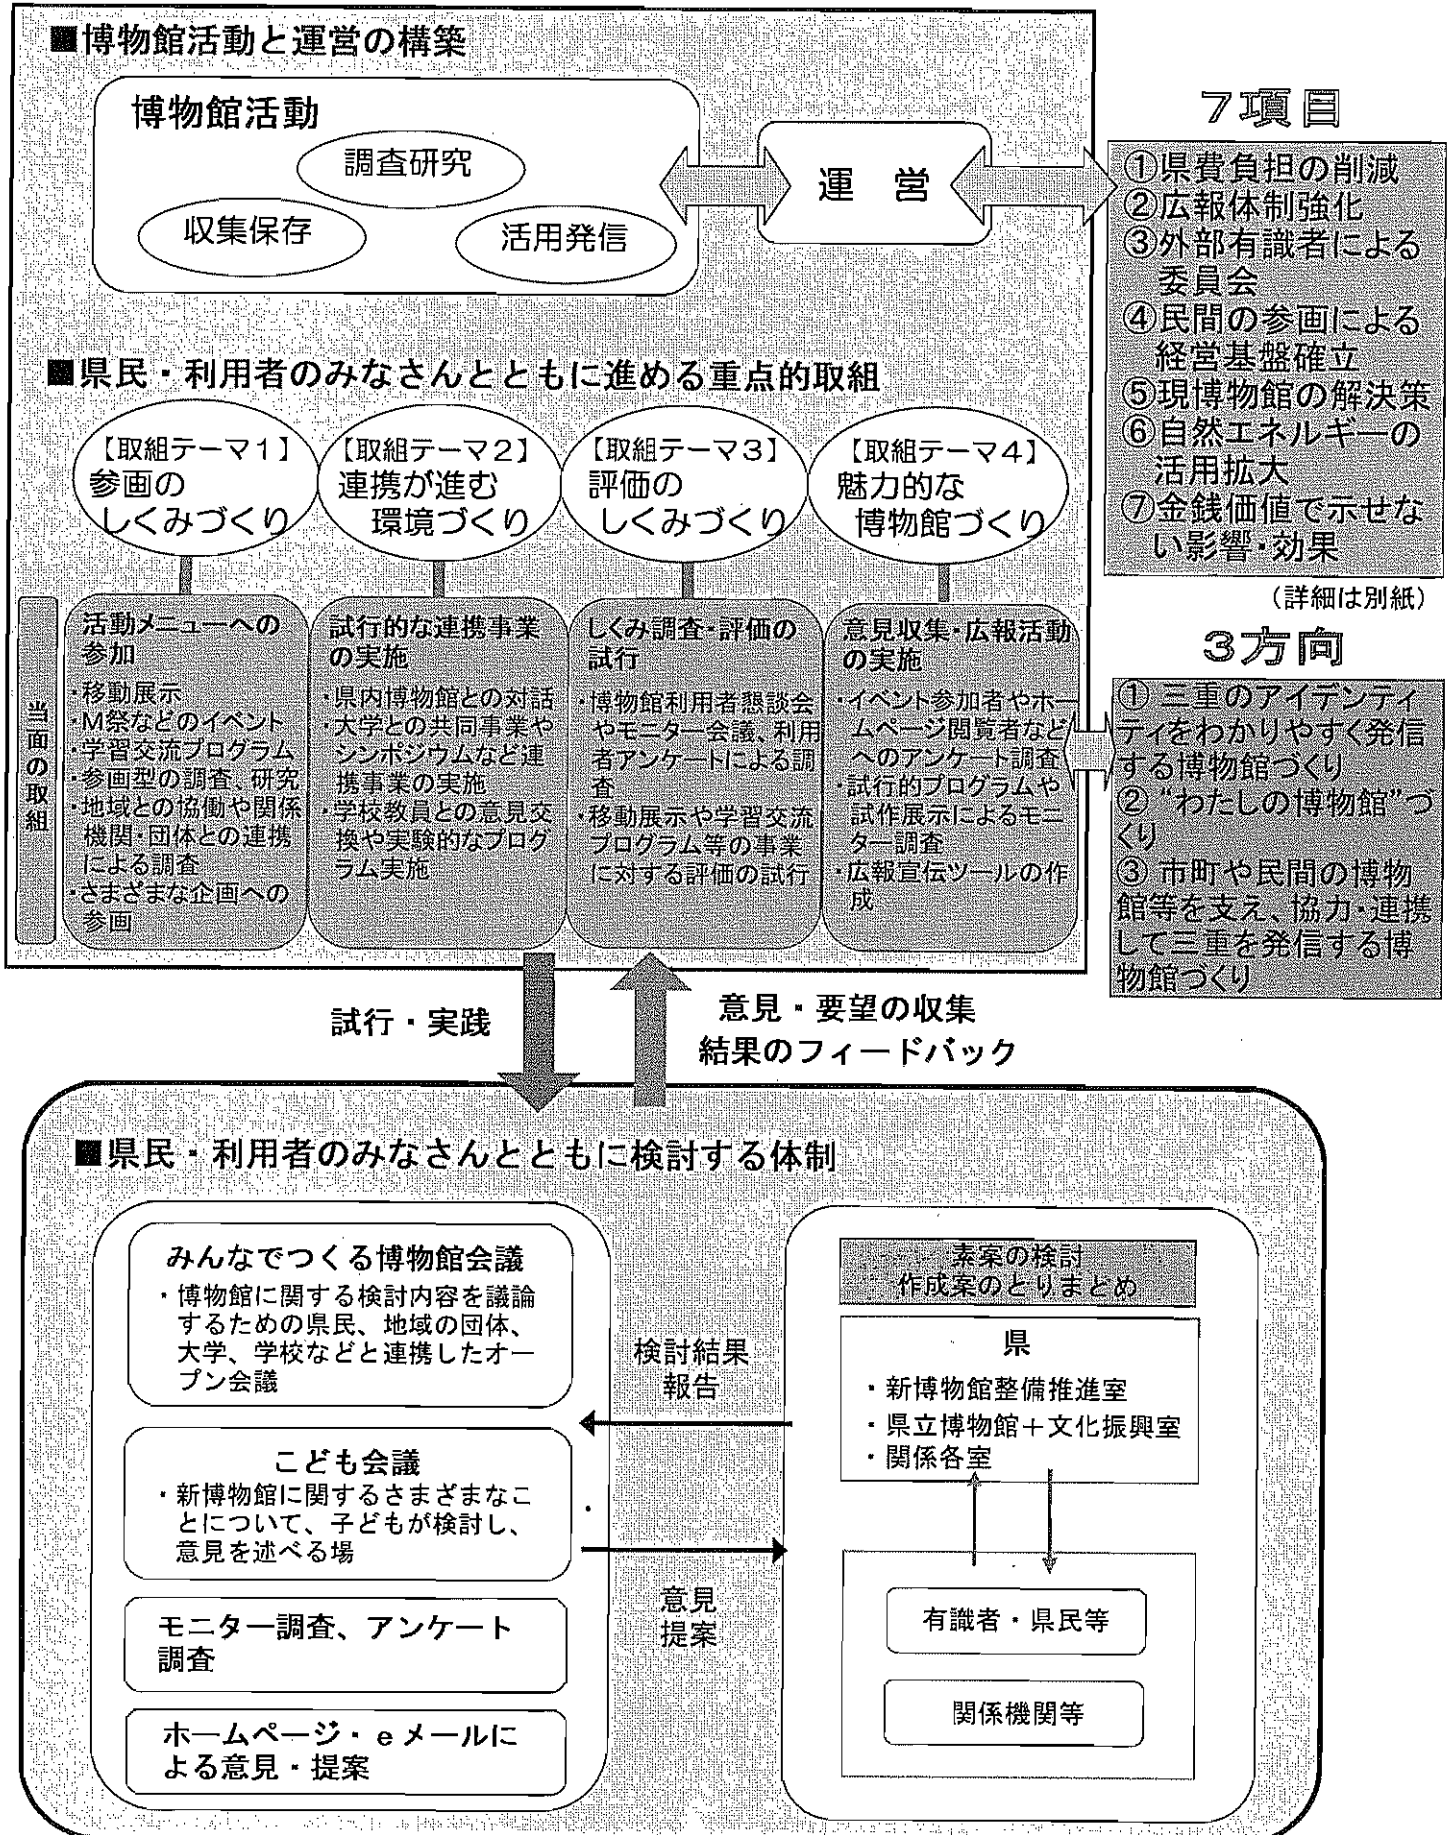 ■博物館活動と運営の構築
博物館活動
調査研究
収集保存
活用発信
運 営
7項目
①県費負担の削減
②広報体制強化
③外部有識者による
委員会
④民間の参画による
経営基盤確立
⑤現博物館の解決策
⑥自然エネルギーの
活用拡大
⑦金銭価値で示せな
い影響・効果
(詳細は別紙)
■県民・利用者のみなさんとともに進める重点的取組
【取組テーマ1】
参画の
しくみづくり
【取組テーマ2】
連携が進む
環境づくり
【取組テーマ3】
評価の
しくみづくり
【取組テーマ4】
魅力的な
博物館づくり
当面の取組
活動メニューへの
参加
・移動展示
・M祭などのイベント
・学習交流プログラム
・参画型の調査、研究
・地域との協働や関係
機関・団体との連携
による調査
・さまざまな企画への
参画
試行的な連携事業
の実施
・県内博物館との対話
・大学との共同事業や
シンポジウムなど連
携事業の実施
・学校教員との意見交
換や実験的なプログ
ラム実施
しくみ調査・評価の
試行
・博物館利用者懇談会
やモニター会議、利用
者アンケートによる調
査
・移動展示や学習交流
プログラム等の事業
に対する評価の試行
意見収集・広報活動
の実施
・イベント参加者やホー
ムページ閲覧者など
へのアンケート調査
・試行的プログラムや
試作展示によるモニ
ター調査
・広報宣伝ツールの作
成
3方向
① 三重のアイデンティ
ティをわかりやすく発信
する博物館づくり
② “わたしの博物館”づ
くり
③ 市町や民間の博物
館等を支え、協力・連携
して三重を発信する博
物館づくり
試行・実践
意見・要望の収集
結果のフィードバック
■県民・利用者のみなさんとともに検討する体制
みんなでつくる博物館会議
・博物館に関する検討内容を議論
するための県民、地域の団体、
大学、学校などと連携したオー
プン会議
こども会議
・新博物館に関するさまざまなこ
とについて、子どもが検討し、
意見を述べる場
モニター調査、アンケート
調査
ホームページ・eメールに
よる意見・提案
検討結果
報告
意見
提案
素案の検討
作成案のとりまとめ
県
・新博物館整備推進室
・県立博物館+文化振興室
・関係各室
有識者・県民等
関係機関等